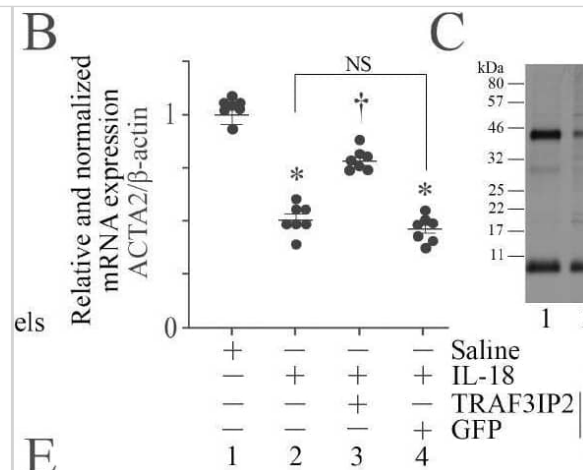 B
Relative and normalized
mRNA expression
ACTA2/β-actin
1
0
NS
*
†
*
+ — — — Saline
— + + + IL-18
— — + — TRAF3IP2
— — — + GFP
1 2 3 4
els
E
C
kDa
80
57
46
32
25
22
17
11
1